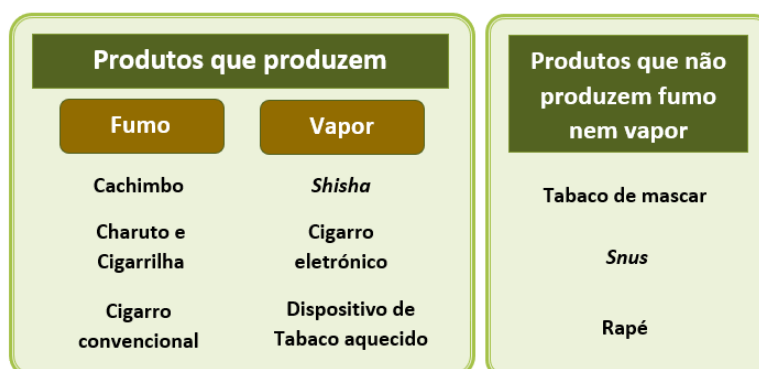 Produtos que produzem
Fumo
Vapor
Cachimbo
Shisha
Charuto e
Cigarrilha
Cigarro
eletrónico
Cigarro
convencional
Dispositivo de
Tabaco aquecido
Produtos que não
produzem fumo
nem vapor
Tabaco de mascar
Snus
Rapé